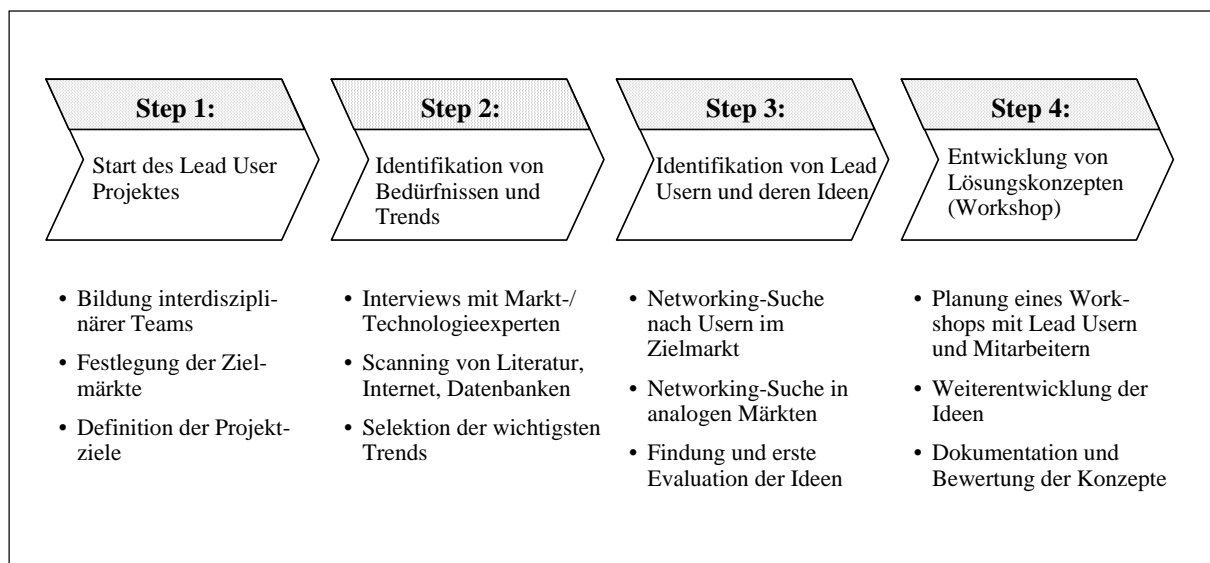 Step 1:
Start des Lead User
Projektes
• Bildung interdiszipli-
närer Teams
• Festlegung der Ziel-
märkte
• Definition der Projekt-
ziele
Step 2:
Identifikation von
Bedürfnissen und
Trends
• Interviews mit Markt-/
Technologieexperten
• Scanning von Literatur,
Internet, Datenbanken
• Selektion der wichtigsten
Trends
Step 3:
Identifikation von Lead
Usern und deren Ideen
• Networking-Suche
nach Usern im
Zielmarkt
• Networking-Suche in
analogen Märkten
• Findung und erste
Evaluation der Ideen
Step 4:
Entwicklung von
Lösungskonzepten
(Workshop)
• Planung eines Work-
shops mit Lead Usern
und Mitarbeitern
• Weiterentwicklung der
Ideen
• Dokumentation und
Bewertung der Konzepte